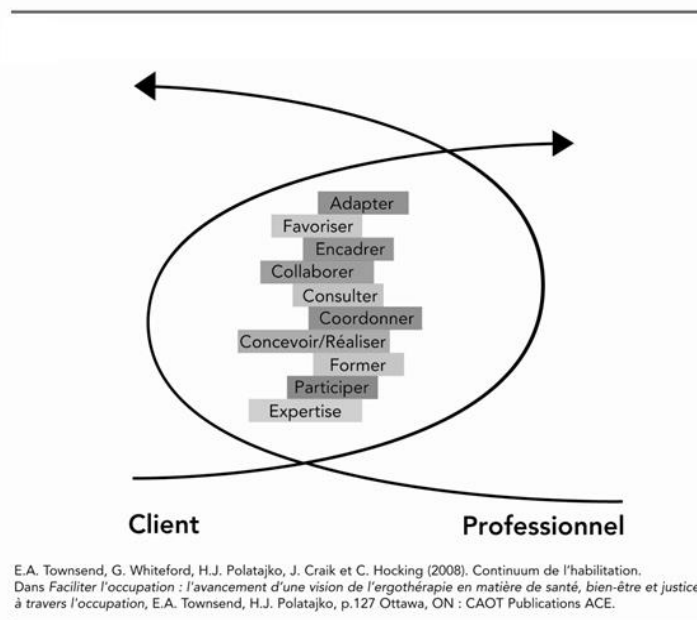 Adapter
Favoriser
Encadrer
Collaborer
Consulter
Coordonner
Concevoir/Réaliser
Former
Participer
Expertise
Client
Professionnel
E.A. Townsend, G. Whiteford, H.J. Polatajko, J. Craik et C. Hocking (2008). Continuum de l'habilitation.
Dans Faciliter l'occupation : l'avancement d'une vision de l'ergothérapie en matière de santé, bien-être et justice
à travers l'occupation, E.A. Townsend, H.J. Polatajko, p.127 Ottawa, ON : CAOT Publications ACE.